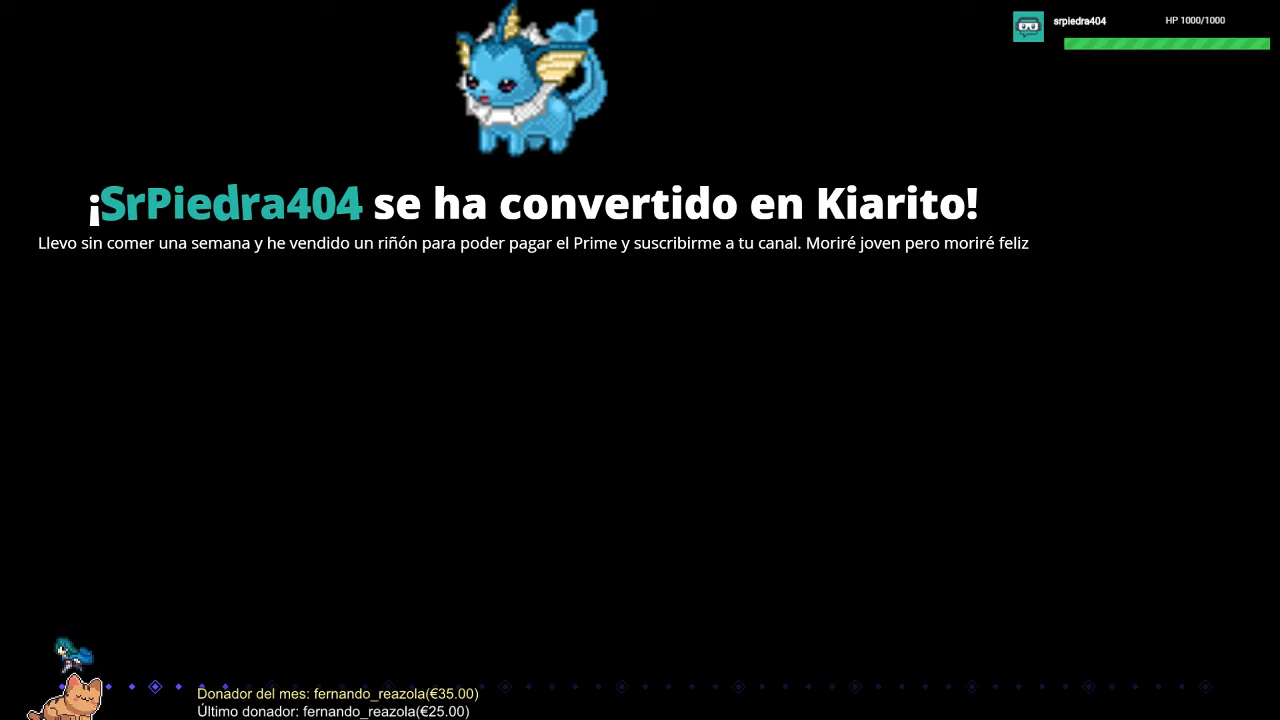 srpiedra404
HP 1000/1000
¡SrPiedra404 se ha convertido en Kiarito!
Llevo sin comer una semana y he vendido un riñón para poder pagar el Prime y suscribirme a tu canal. Moriré joven pero moriré feliz
Donador del mes: fernando_reazola(€35.00)
Último donador: fernando_reazola(€25.00)